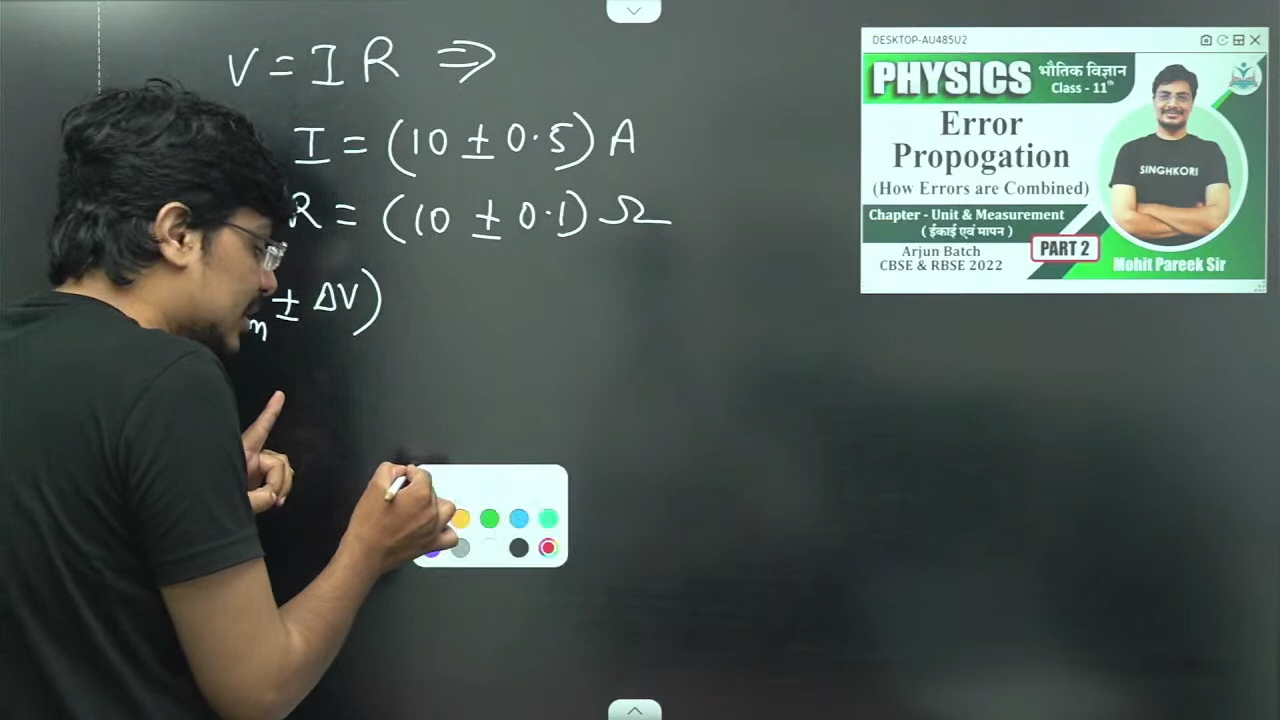 V = I R ⇒
I = (10 ± 0.5) A
R = (10 ± 0.1) Ω
m ± ΔV)
DESKTOP-AU485U2
PHYSICS भौतिक विज्ञान
Class - 11th
Error
Propogation
(How Errors are Combined)
Chapter - Unit & Measurement
( ईकाई एवं मापन )
Arjun Batch
CBSE & RBSE 2022
PART 2
SINGHKORI
Mohit Pareek Sir